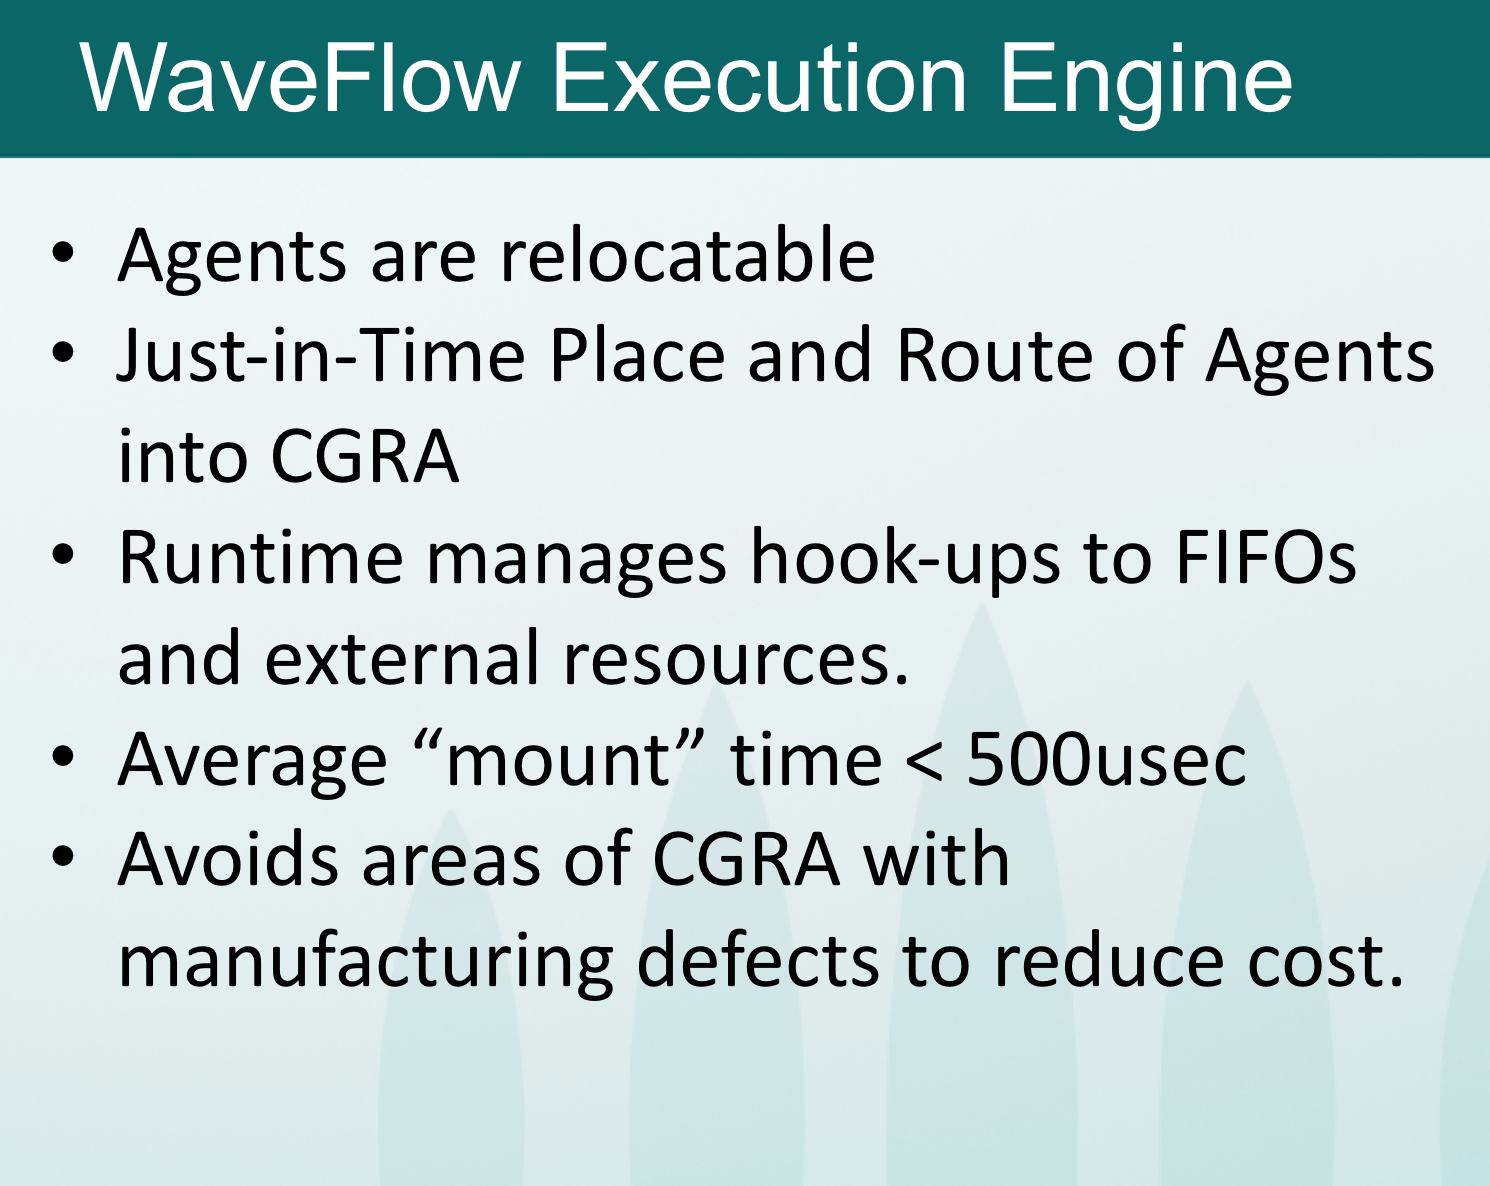 WaveFlow Execution Engine
• Agents are relocatable
• Just-in-Time Place and Route of Agents
into CGRA
• Runtime manages hook-ups to FIFOs
and external resources.
• Average “mount” time < 500usec
• Avoids areas of CGRA with
manufacturing defects to reduce cost.